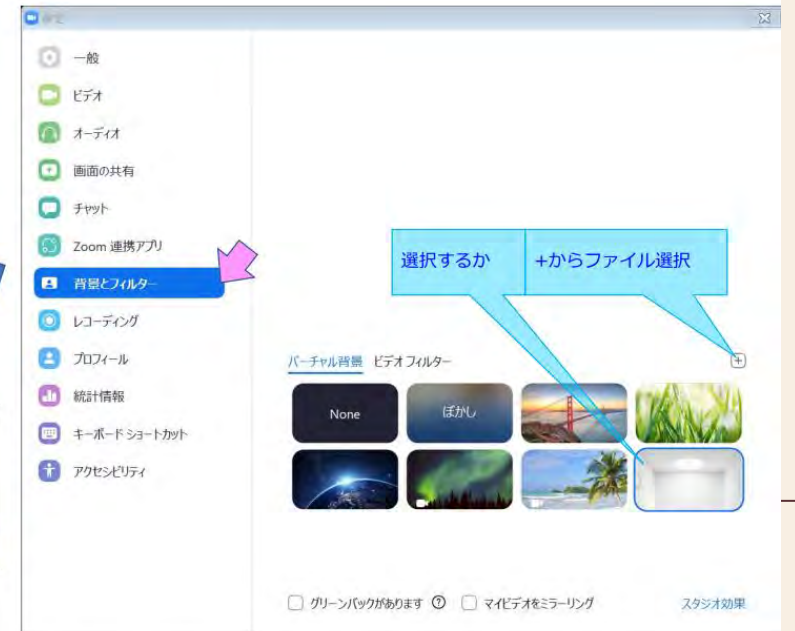 一般
ビデオ
オーディオ
画面の共有
チャット
Zoom 連携アプリ
背景とフィルター
レコーディング
プロフィール
統計情報
キーボード ショートカット
アクセシビリティ
選択するか
+からファイル選択
バーチャル背景 ビデオ フィルター
None
ぼかし
グリーンバックがあります
マイビデオをミラーリング
スタジオ効果